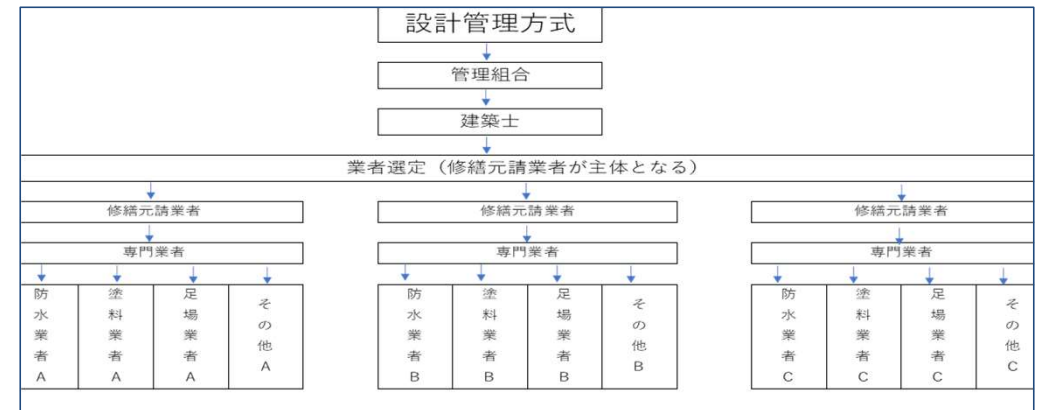 設計管理方式
管理組合
建築士
業者選定（修繕元請業者が主体となる）
修繕元請業者
修繕元請業者
修繕元請業者
専門業者
専門業者
専門業者
防水業者A
塗料業者A
足場業者A
その他A
防水業者B
塗料業者B
足場業者B
その他B
防水業者C
塗料業者C
足場業者C
その他C